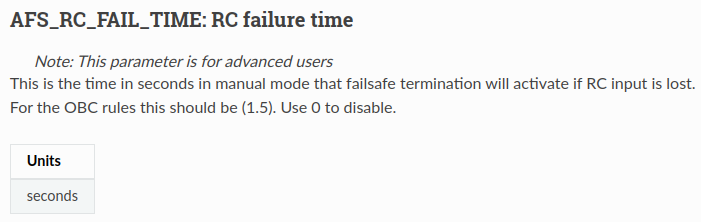 AFS_RC_FAIL_TIME: RC failure time
Note: This parameter is for advanced users
This is the time in seconds in manual mode that failsafe termination will activate if RC input is lost.
For the OBC rules this should be (1.5). Use 0 to disable.
Units
seconds